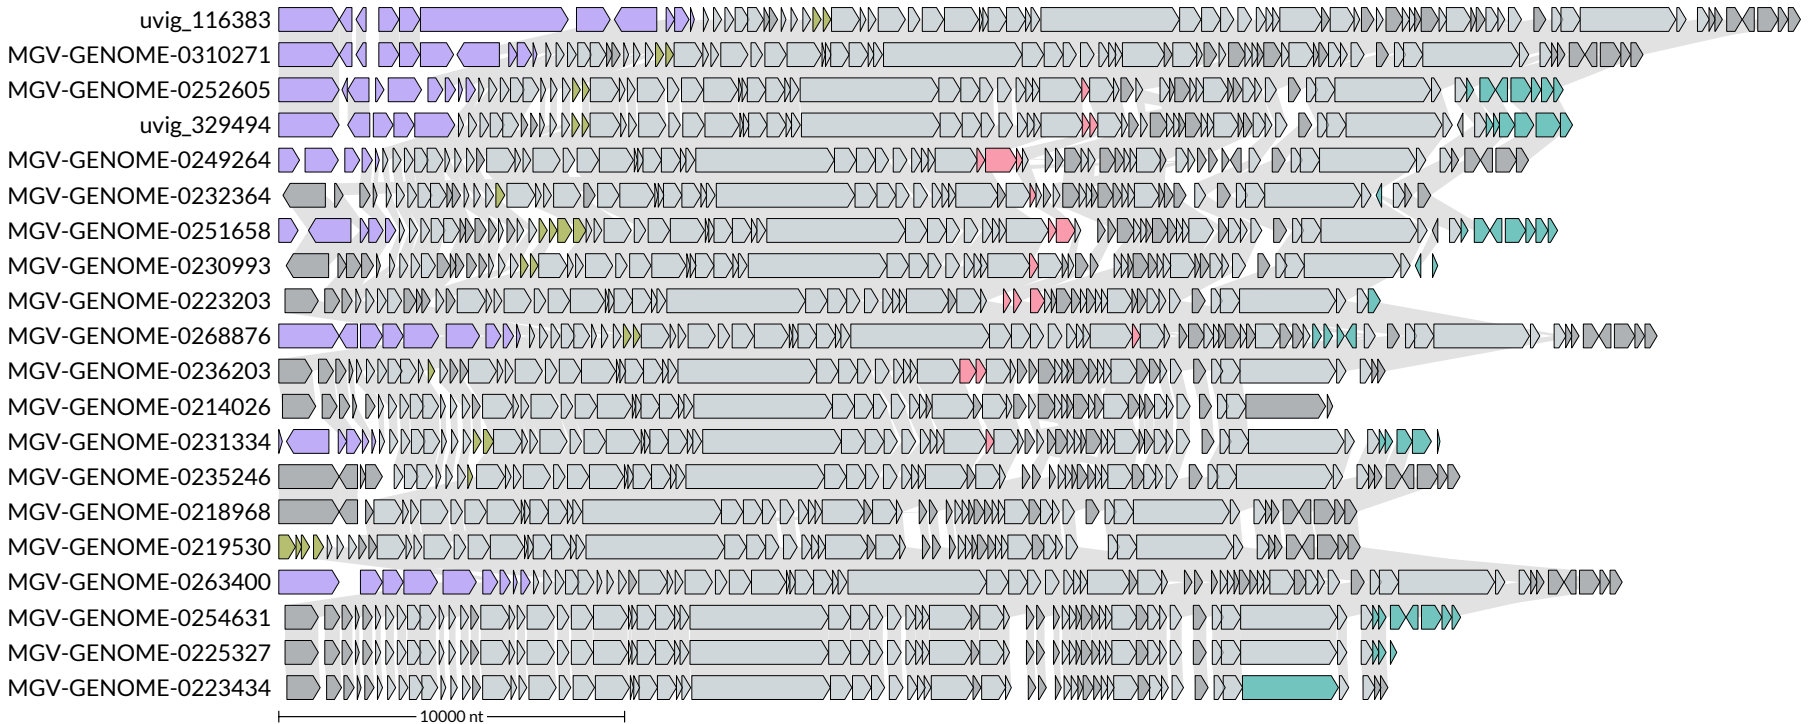 uvig_116383
MGV-GENOME-0310271
MGV-GENOME-0252605
uvig_329494
MGV-GENOME-0249264
MGV-GENOME-0232364
MGV-GENOME-0251658
MGV-GENOME-0230993
MGV-GENOME-0223203
MGV-GENOME-0268876
MGV-GENOME-0236203
MGV-GENOME-0214026
MGV-GENOME-0231334
MGV-GENOME-0235246
MGV-GENOME-0218968
MGV-GENOME-0219530
MGV-GENOME-0263400
MGV-GENOME-0254631
MGV-GENOME-0225327
MGV-GENOME-0223434
10000 nt